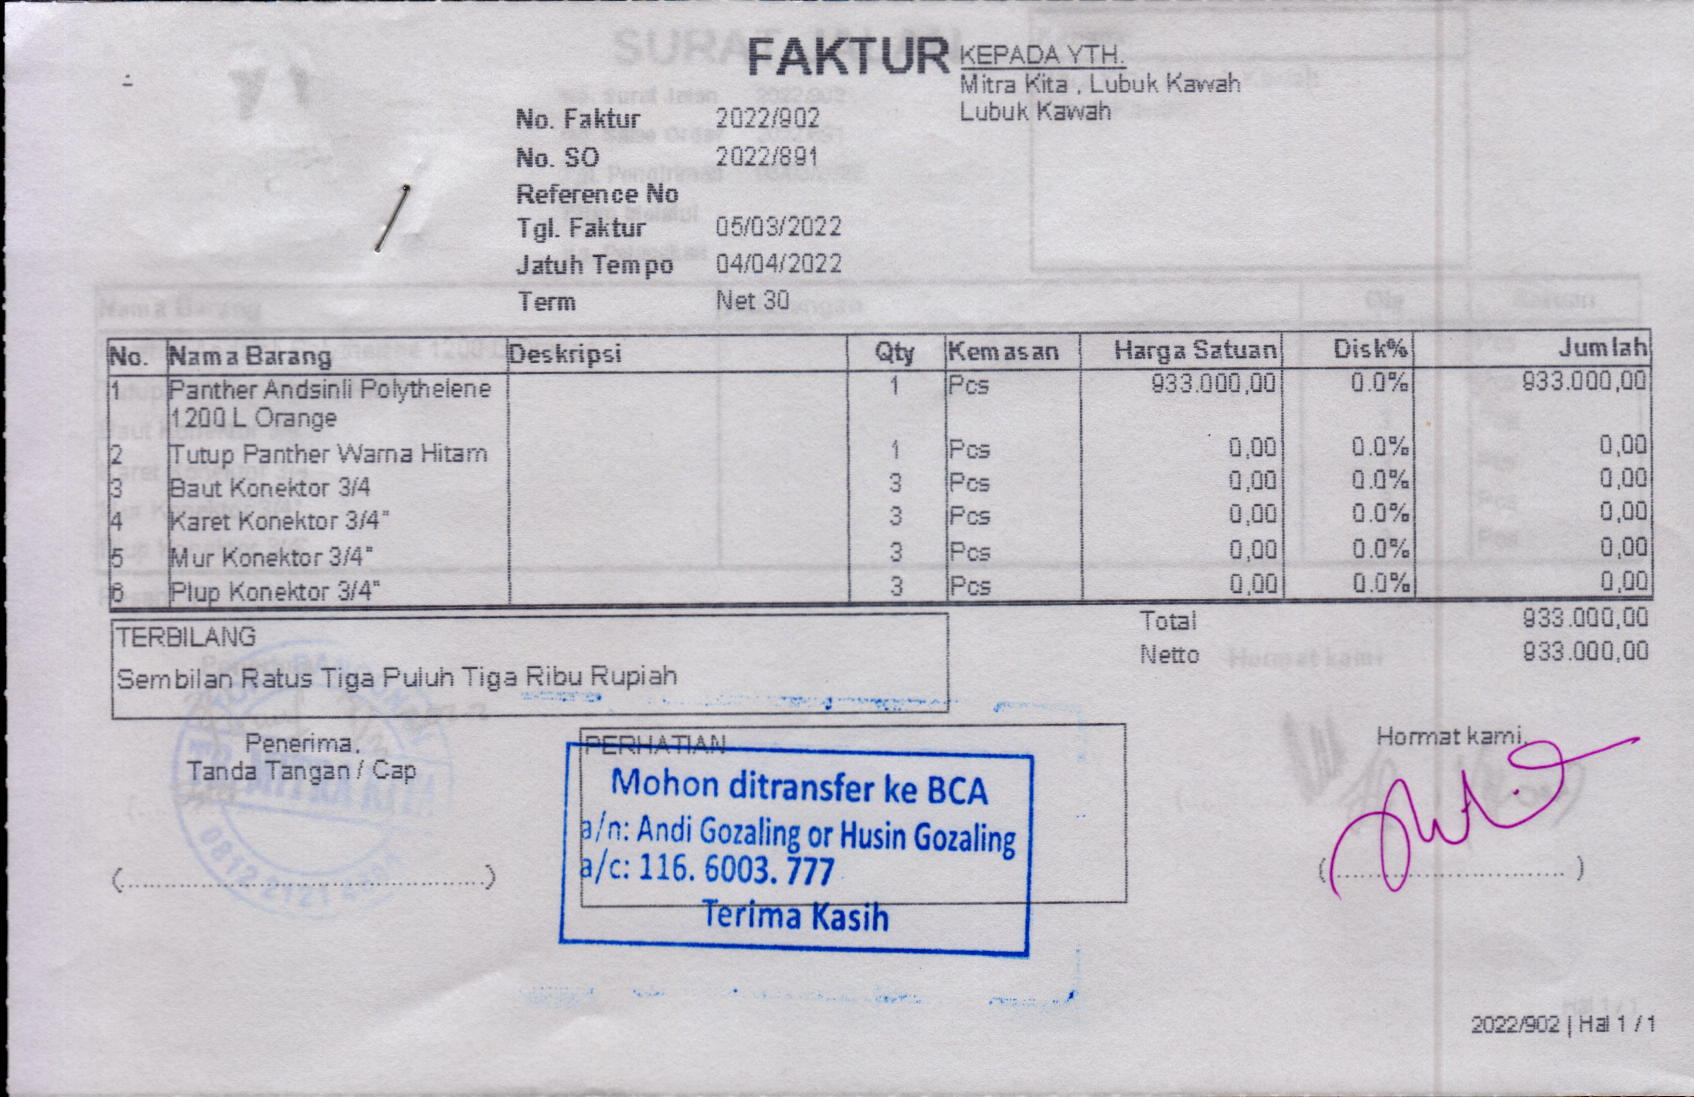 FAKTUR
KEPADA YTH.
Mitra Kita , Lubuk Kawah
Lubuk Kawah
No. Faktur 2022/902
No. SO 2022/891
Reference No
Tgl. Faktur 05/03/2022
Jatuh Tempo 04/04/2022
Term Net 30
No. Nama Barang Deskripsi Qty Kemasan Harga Satuan Disk% Jumlah
1 Panther Andsinli Polythelene 1 Pcs 933.000,00 0.0% 933.000,00
1200 L Orange
2 Tutup Panther Warna Hitam 1 Pcs 0,00 0.0% 0,00
3 Baut Konektor 3/4 3 Pcs 0,00 0.0% 0,00
4 Karet Konektor 3/4" 3 Pcs 0,00 0.0% 0,00
5 Mur Konektor 3/4" 3 Pcs 0,00 0.0% 0,00
6 Plup Konektor 3/4" 3 Pcs 0,00 0.0% 0,00
Total 933.000,00
Netto 933.000,00
TERBILANG
Sembilan Ratus Tiga Puluh Tiga Ribu Rupiah
Penerima,
Tanda Tangan / Cap
(........................................)
PERHATIAN
Mohon ditransfer ke BCA
a/n: Andi Gozaling or Husin Gozaling
a/c: 116. 6003. 777
Terima Kasih
Hormat kami,
(........................................)
2022/902 | Hal 1 / 1